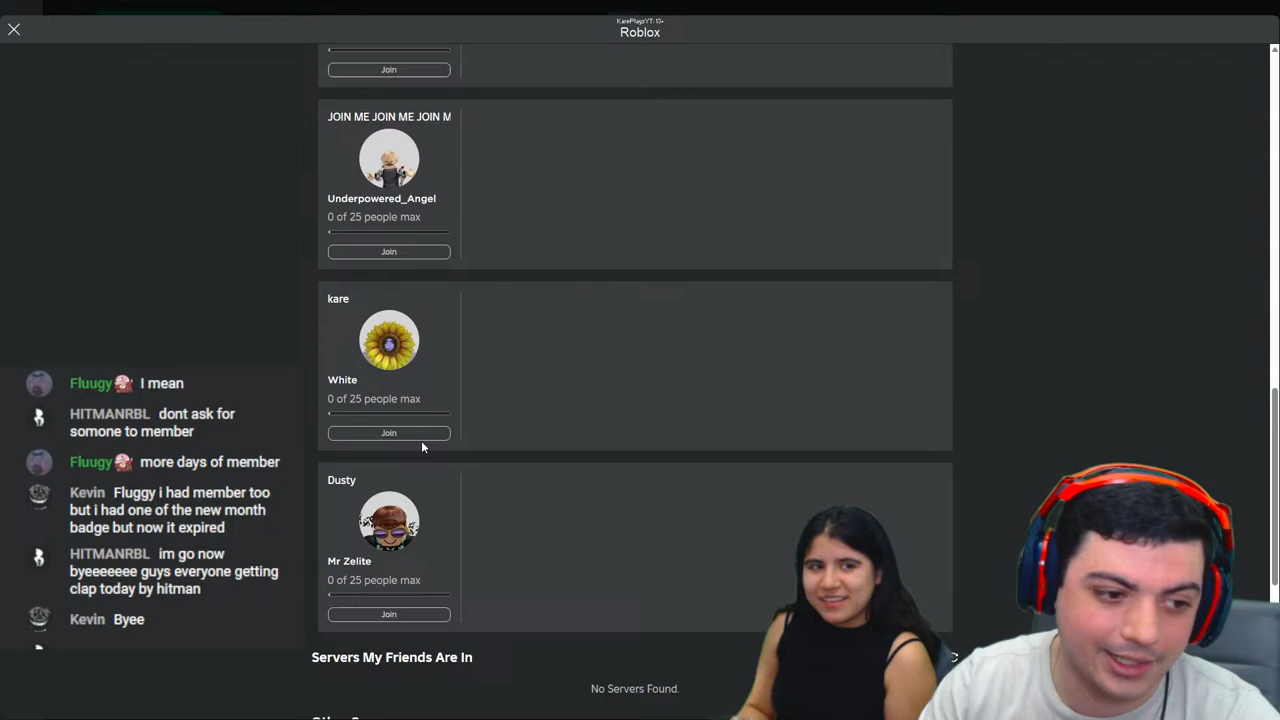 KarePlaysYT: 13+
Roblox
Join
JOIN ME JOIN ME JOIN M
Underpowered_Angel
0 of 25 people max
Join
kare
White
0 of 25 people max
Join
Dusty
Mr Zelite
0 of 25 people max
Join
Servers My Friends Are In
No Servers Found.
Fluugy I mean
HITMANRBL dont ask for
somone to member
Fluugy more days of member
Kevin Fluggy i had member too
but i had one of the new month
badge but now it expired
HITMANRBL im go now
byeeeeeee guys everyone getting
clap today by hitman
Kevin Byee